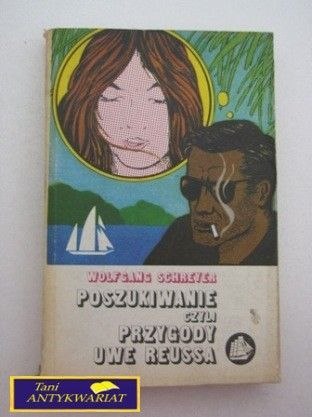 WOLFGANG SCHREYER
POSZUKIWANIE
CZYLI
PRZYGODY
UWE REUSSA
Tani
ANTYKWARIAT